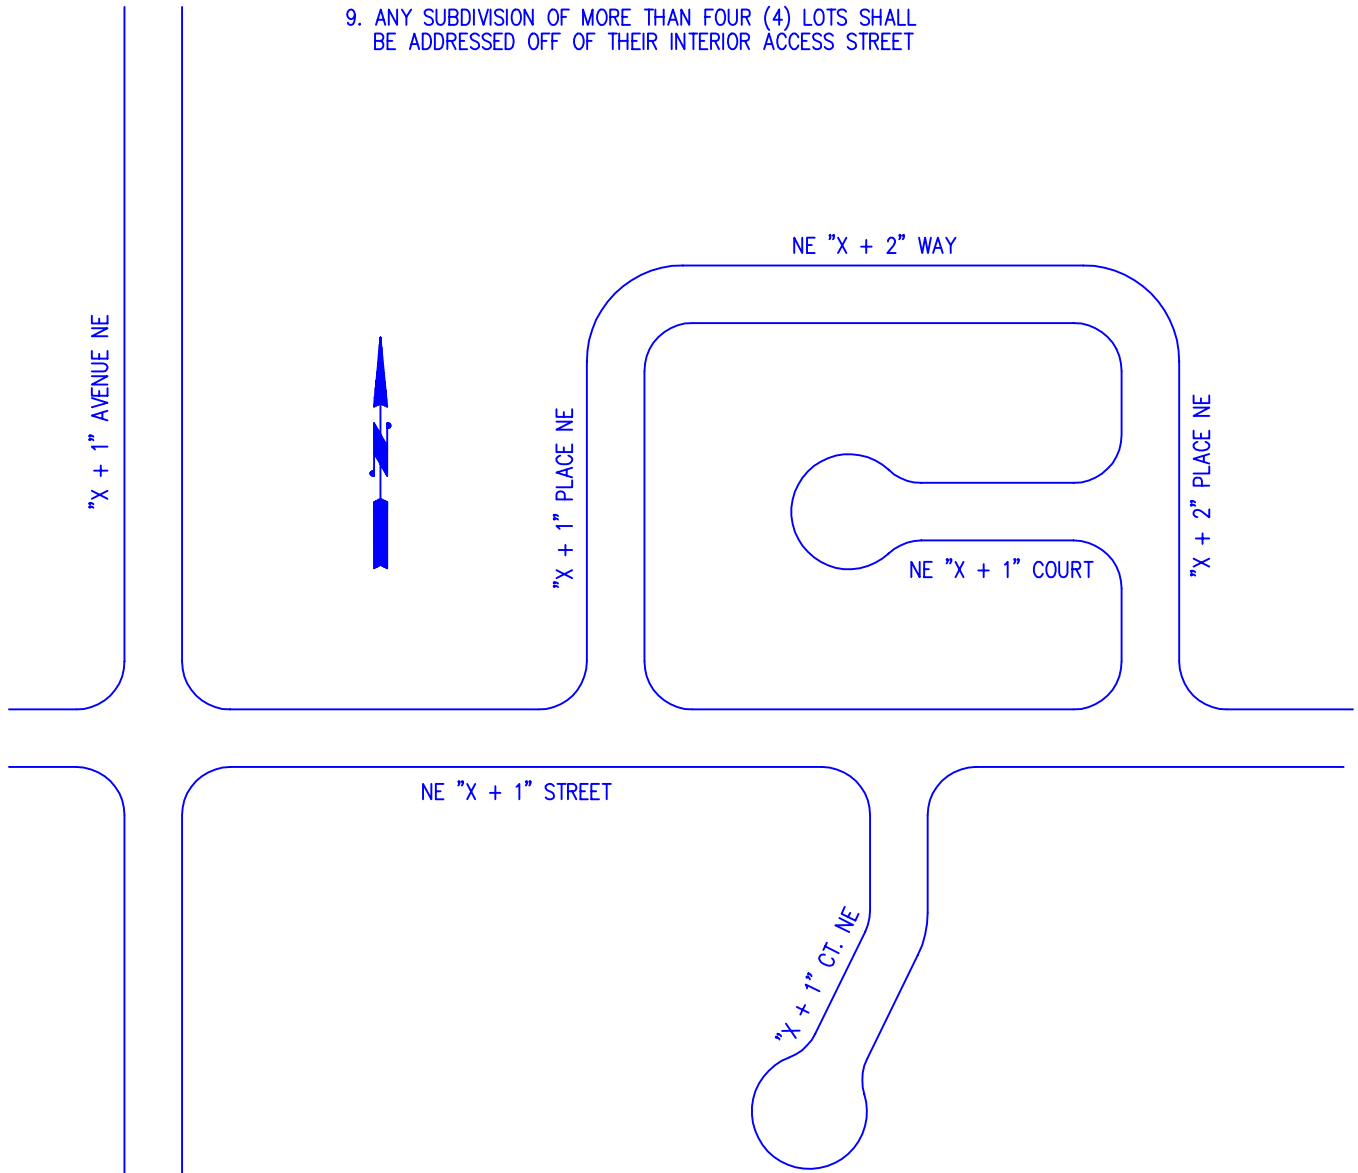 9. ANY SUBDIVISION OF MORE THAN FOUR (4) LOTS SHALL
BE ADDRESSED OFF OF THEIR INTERIOR ACCESS STREET
NE "X + 2" WAY
"X + 1" AVENUE NE
N
"X + 1" PLACE NE
"X + 2" PLACE NE
NE "X + 1" COURT
NE "X + 1" STREET
"X + 1" CT. NE